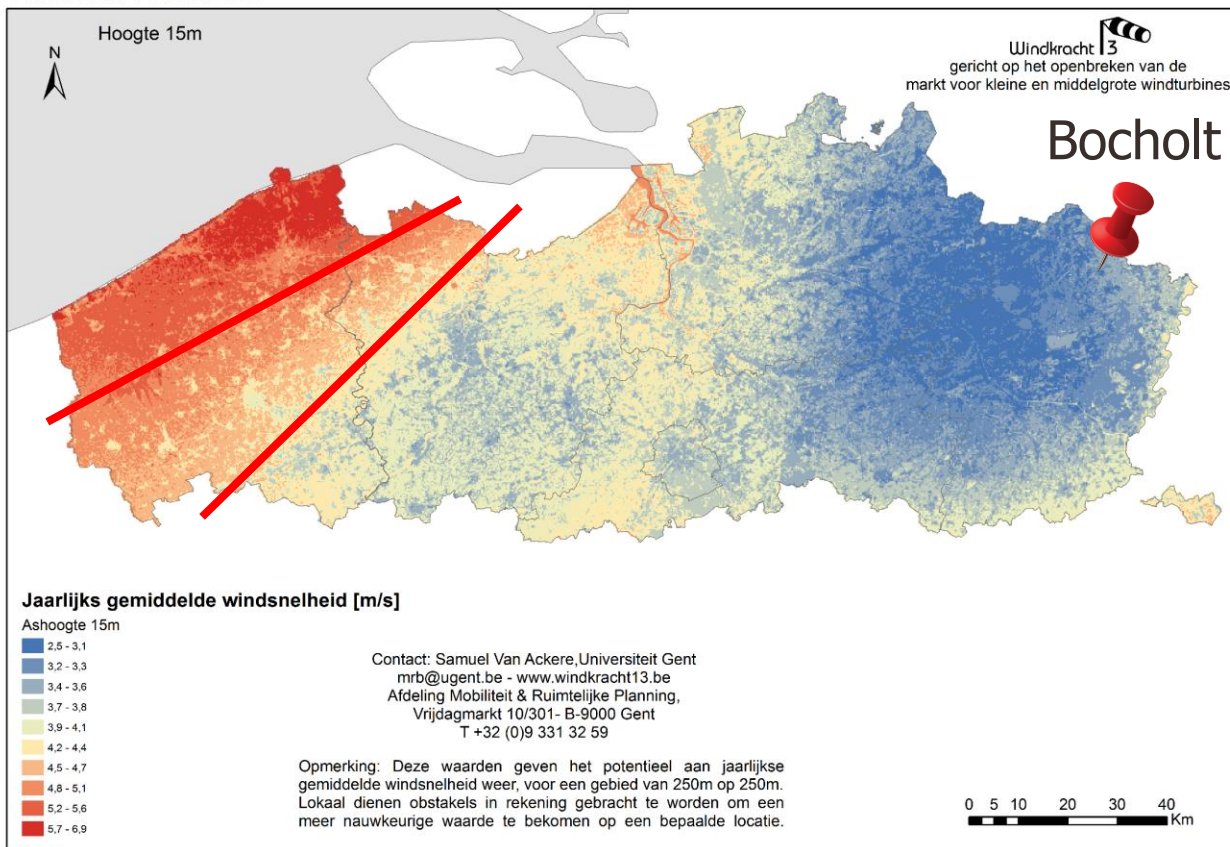 Hoogte 15m
N
Windkracht 13
gericht op het openbreken van de
markt voor kleine en middelgrote windturbines
Bocholt
Jaarlijks gemiddelde windsnelheid [m/s]
Ashoogte 15m
2,5 - 3,1
3,2 - 3,3
3,4 - 3,6
3,7 - 3,8
3,9 - 4,1
4,2 - 4,4
4,5 - 4,7
4,8 - 5,1
5,2 - 5,6
5,7 - 6,9
Contact: Samuel Van Ackere,Universiteit Gent
mrb@ugent.be - www.windkracht13.be
Afdeling Mobiliteit & Ruimtelijke Planning,
Vrijdagmarkt 10/301- B-9000 Gent
T +32 (0)9 331 32 59
Opmerking: Deze waarden geven het potentieel aan jaarlijkse
gemiddelde windsnelheid weer, voor een gebied van 250m op 250m.
Lokaal dienen obstakels in rekening gebracht te worden om een
meer nauwkeurige waarde te bekomen op een bepaalde locatie.
0 5 10 20 30 40
Km